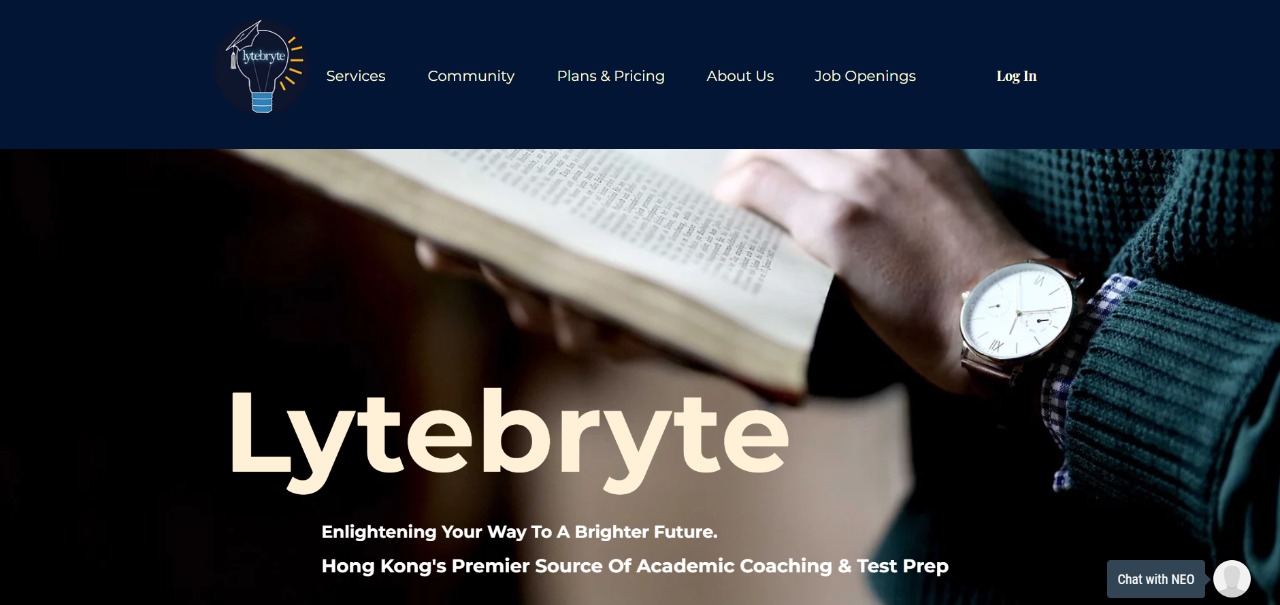 lytebryte
Services
Community
Plans & Pricing
About Us
Job Openings
Log In
Lytebryte
Enlightening Your Way To A Brighter Future.
Hong Kong's Premier Source Of Academic Coaching & Test Prep
Chat with NEO